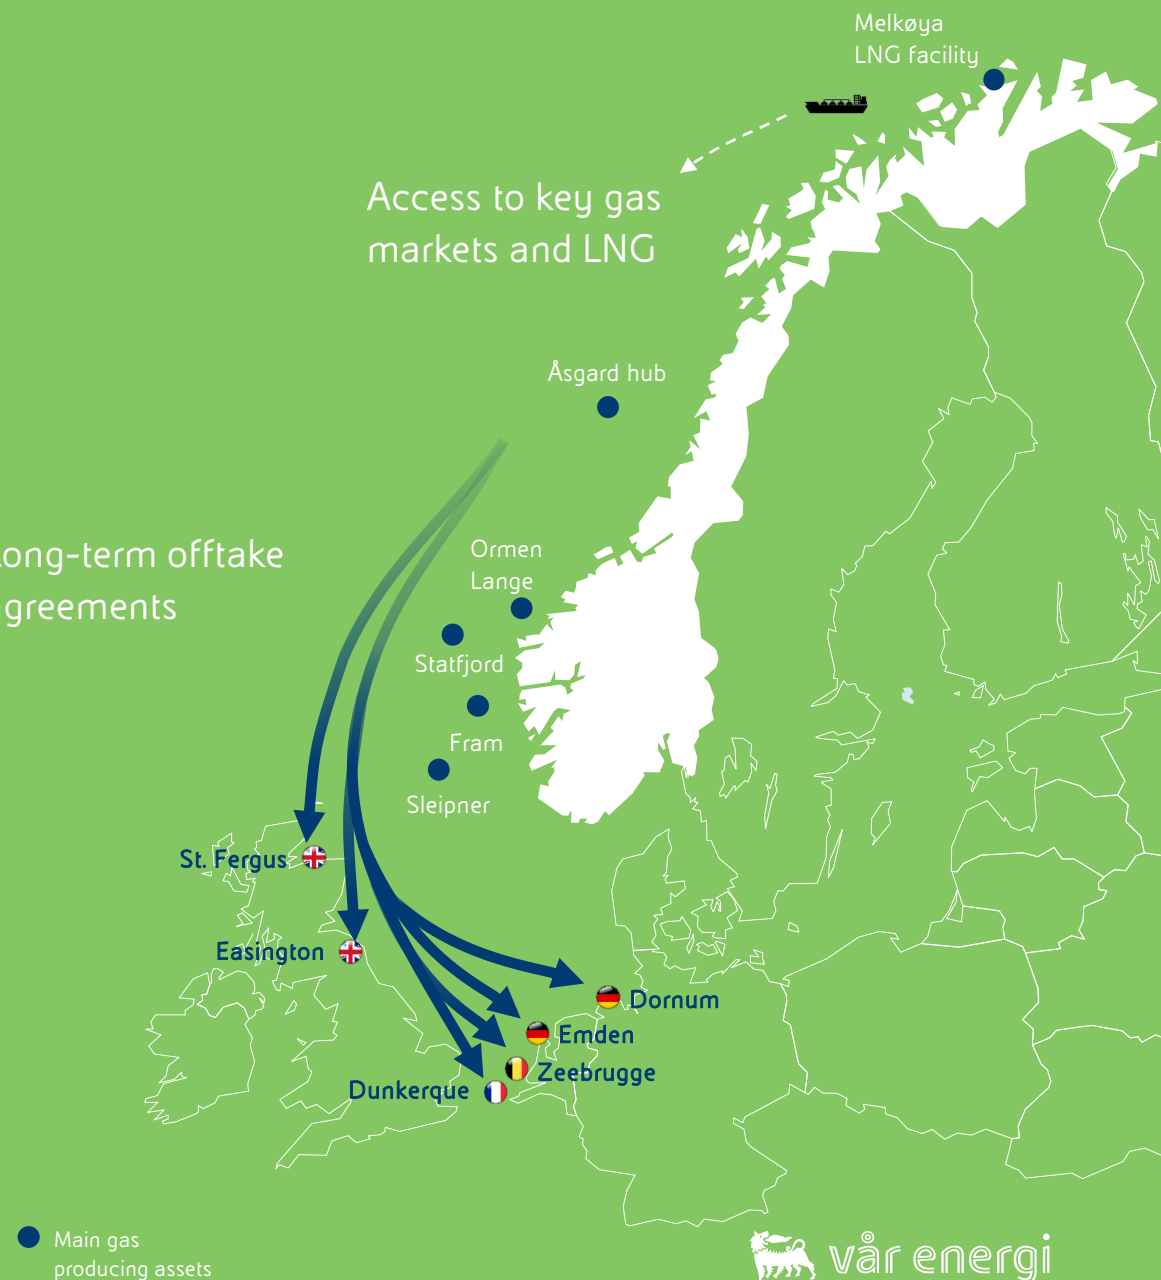 Melkøya
LNG facility
Access to key gas
markets and LNG
Åsgard hub
ong-term offtake
greements
Ormen
Lange
Statfjord
Fram
Sleipner
St. Fergus
Easington
Dornum
Emden
Zeebrugge
Dunkerque
Main gas
producing assets
vår energi